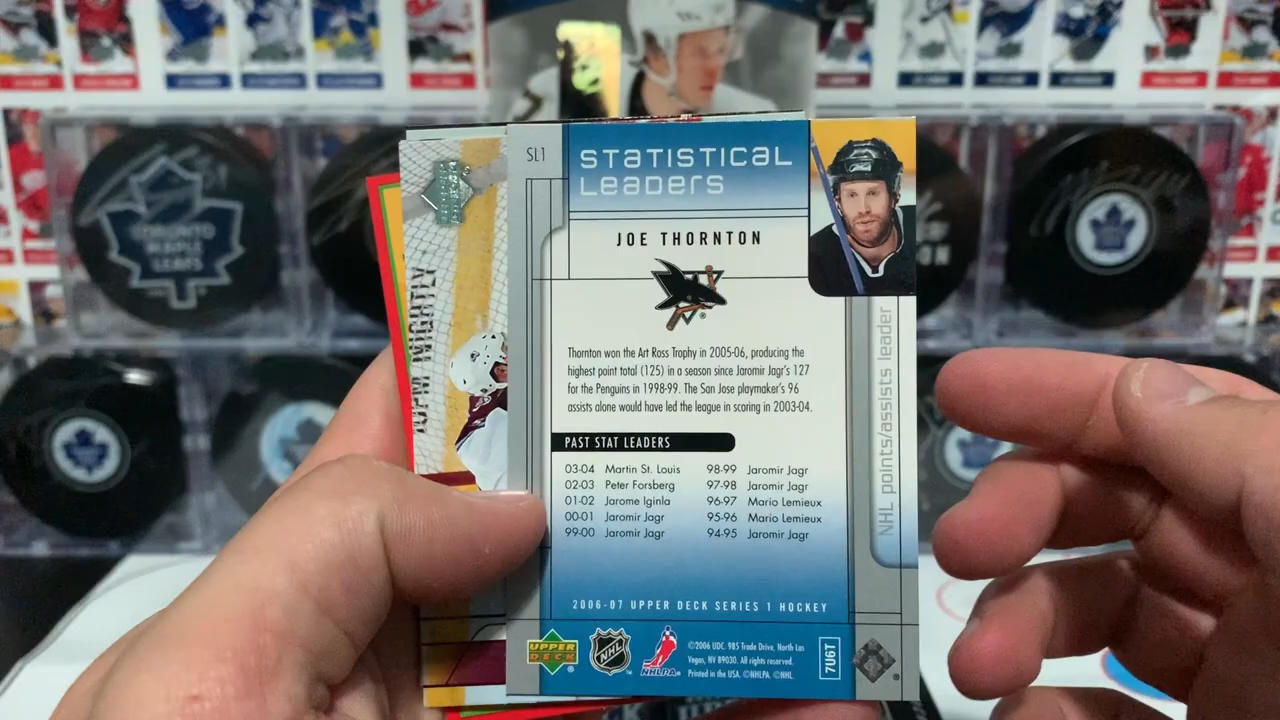 SL1
STATISTICAL
LEADERS
JOE THORNTON
Thornton won the Art Ross Trophy in 2005-06, producing the
highest point total (125) in a season since Jaromir Jagr's 127
for the Penguins in 1998-99. The San Jose playmaker's 96
assists alone would have led the league in scoring in 2003-04.
PAST STAT LEADERS
03-04 Martin St. Louis 98-99 Jaromir Jagr
02-03 Peter Forsberg 97-98 Jaromir Jagr
01-02 Jarome Iginla 96-97 Mario Lemieux
00-01 Jaromir Jagr 95-96 Mario Lemieux
99-00 Jaromir Jagr 94-95 Jaromir Jagr
2006-07 UPPER DECK SERIES 1 HOCKEY
NHL points/assists leader
UPPER
DECK
NHL
NHLPA
©2006 UDC. 985 Trade Drive, North Las
Vegas, NV 89030. All rights reserved.
Printed in the USA. ©NHLPA. ©NHL.
7U6T
MAPLE
LEAFS